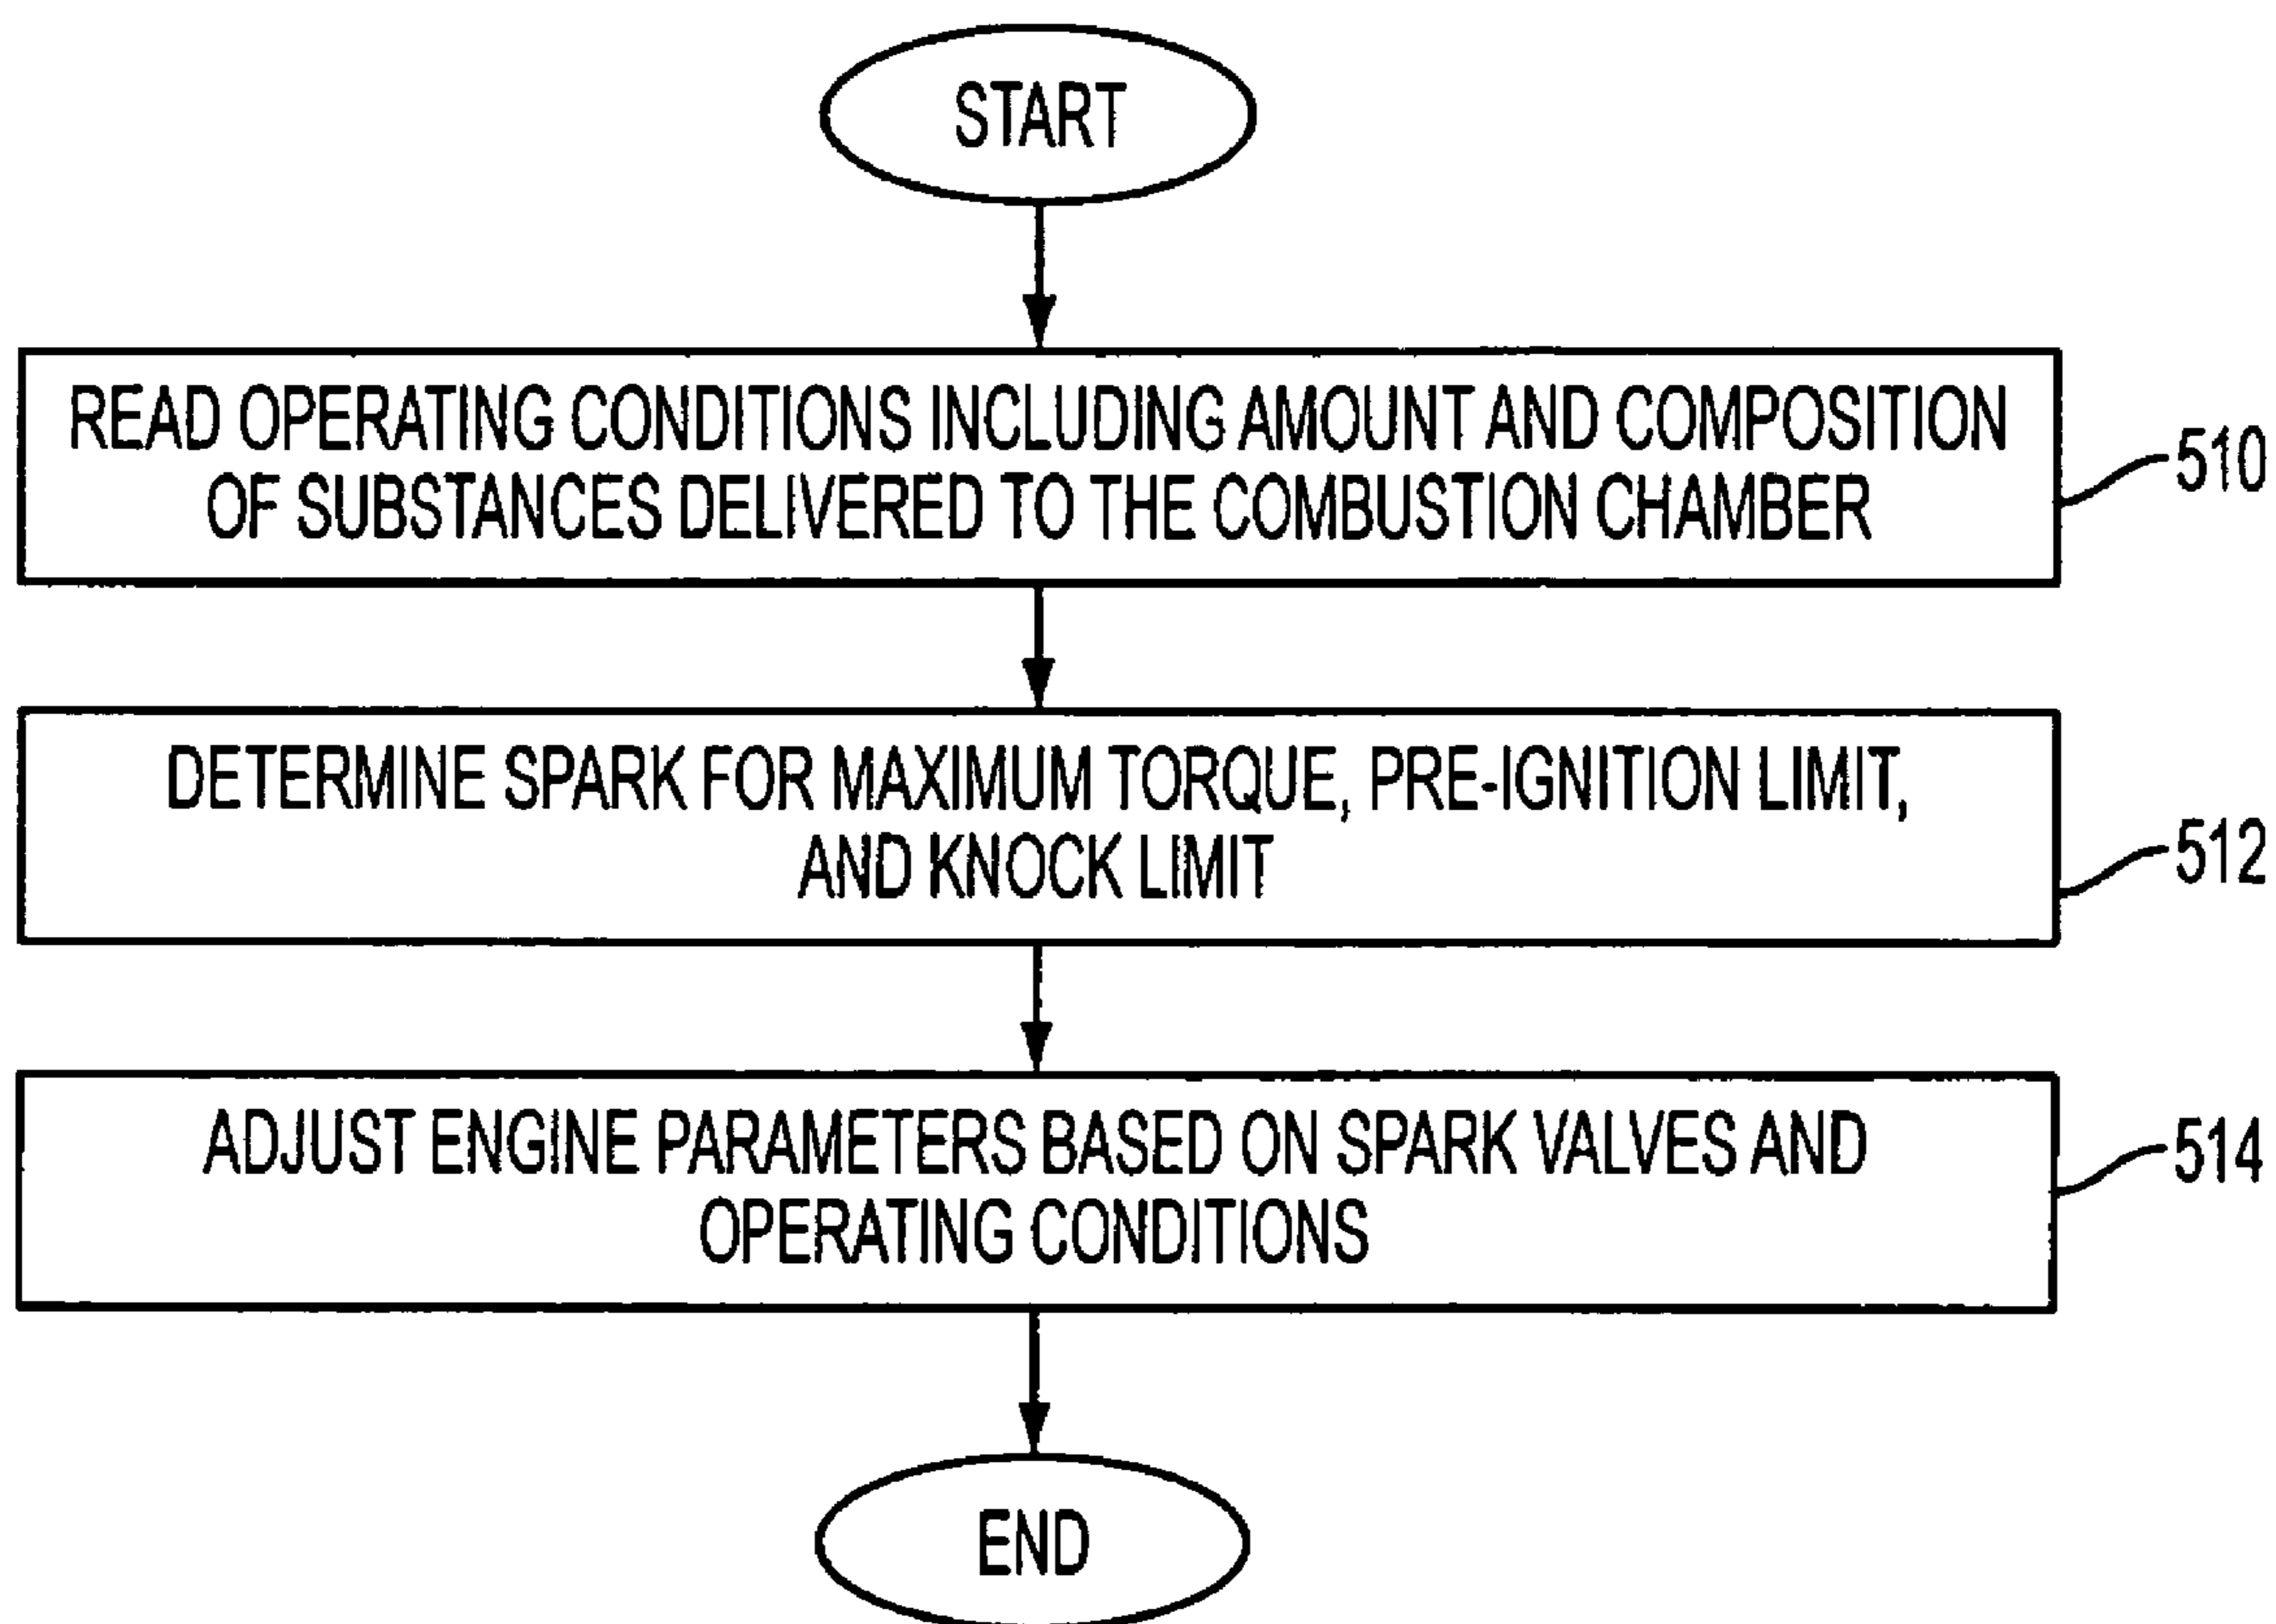 START
READ OPERATING CONDITIONS INCLUDING AMOUNT AND COMPOSITION
OF SUBSTANCES DELIVERED TO THE COMBUSTION CHAMBER
510
DETERMINE SPARK FOR MAXIMUM TORQUE, PRE-IGNITION LIMIT,
AND KNOCK LIMIT
512
ADJUST ENGINE PARAMETERS BASED ON SPARK VALVES AND
OPERATING CONDITIONS
514
END